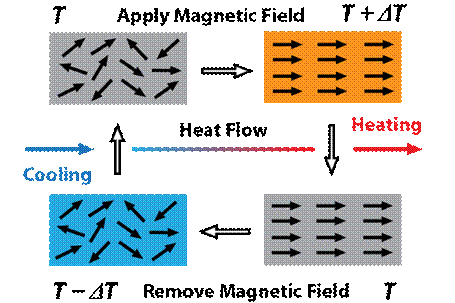 T
Apply Magnetic Field
T + ΔT
Heat Flow
Heating
Cooling
T − ΔT
Remove Magnetic Field
T